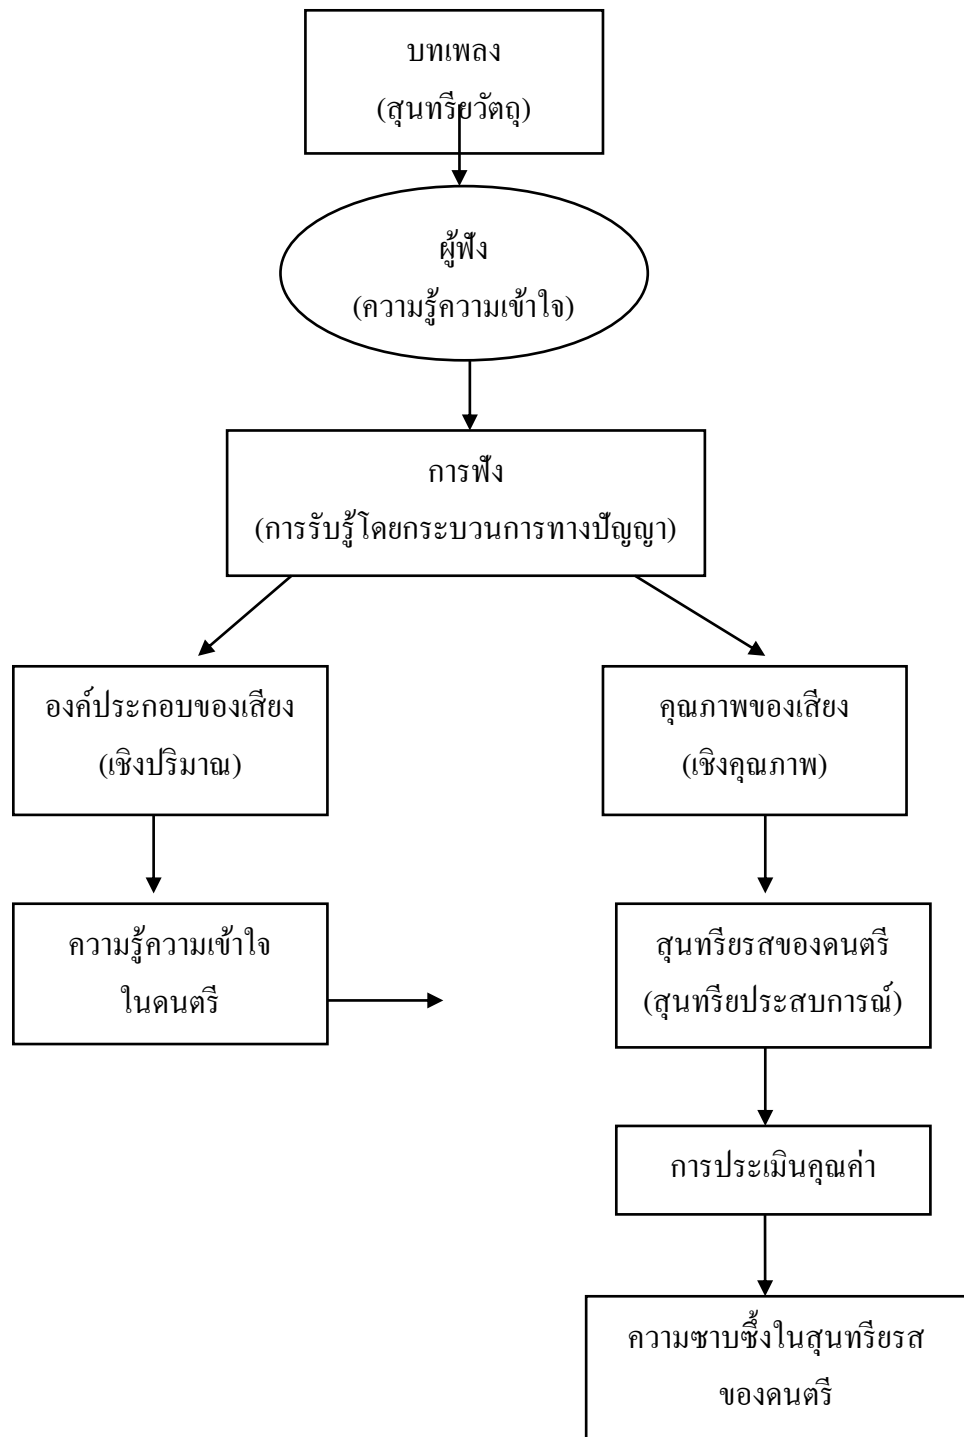 บทเพลง
(สุนทรียวัตถุ)
ผู้ฟัง
(ความรู้ความเข้าใจ)
การฟัง
(การรับรู้โดยกระบวนการทางปัญญา)
องค์ประกอบของเสียง
(เชิงปริมาณ)
คุณภาพของเสียง
(เชิงคุณภาพ)
ความรู้ความเข้าใจ
ในดนตรี
สุนทรียรสของดนตรี
(สุนทรียประสบการณ์)
การประเมินคุณค่า
ความซาบซึ้งในสุนทรียรส
ของดนตรี